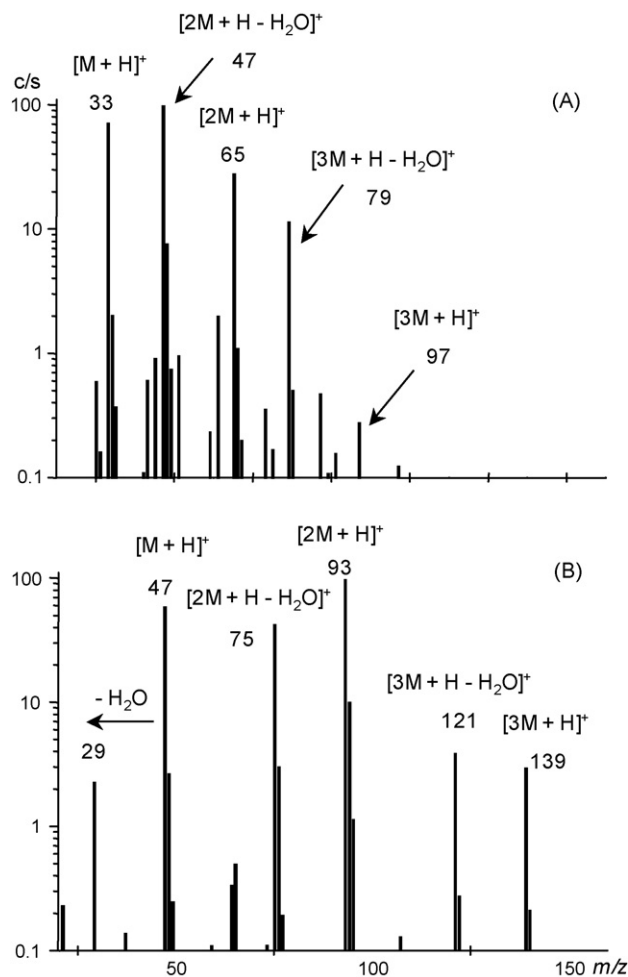 [2M + H - H₂O]⁺
[M + H]⁺
47
c/s
33
[2M + H]⁺
(A)
100
65
[3M + H - H₂O]⁺
79
10
[3M + H]⁺
1
97
0.1
[2M + H]⁺
[M + H]⁺
93
(B)
100
47
[2M + H - H₂O]⁺
75
[3M + H - H₂O]⁺
- H₂O
10
121
[3M + H]⁺
29
139
1
0.1
50
100
m/z
150